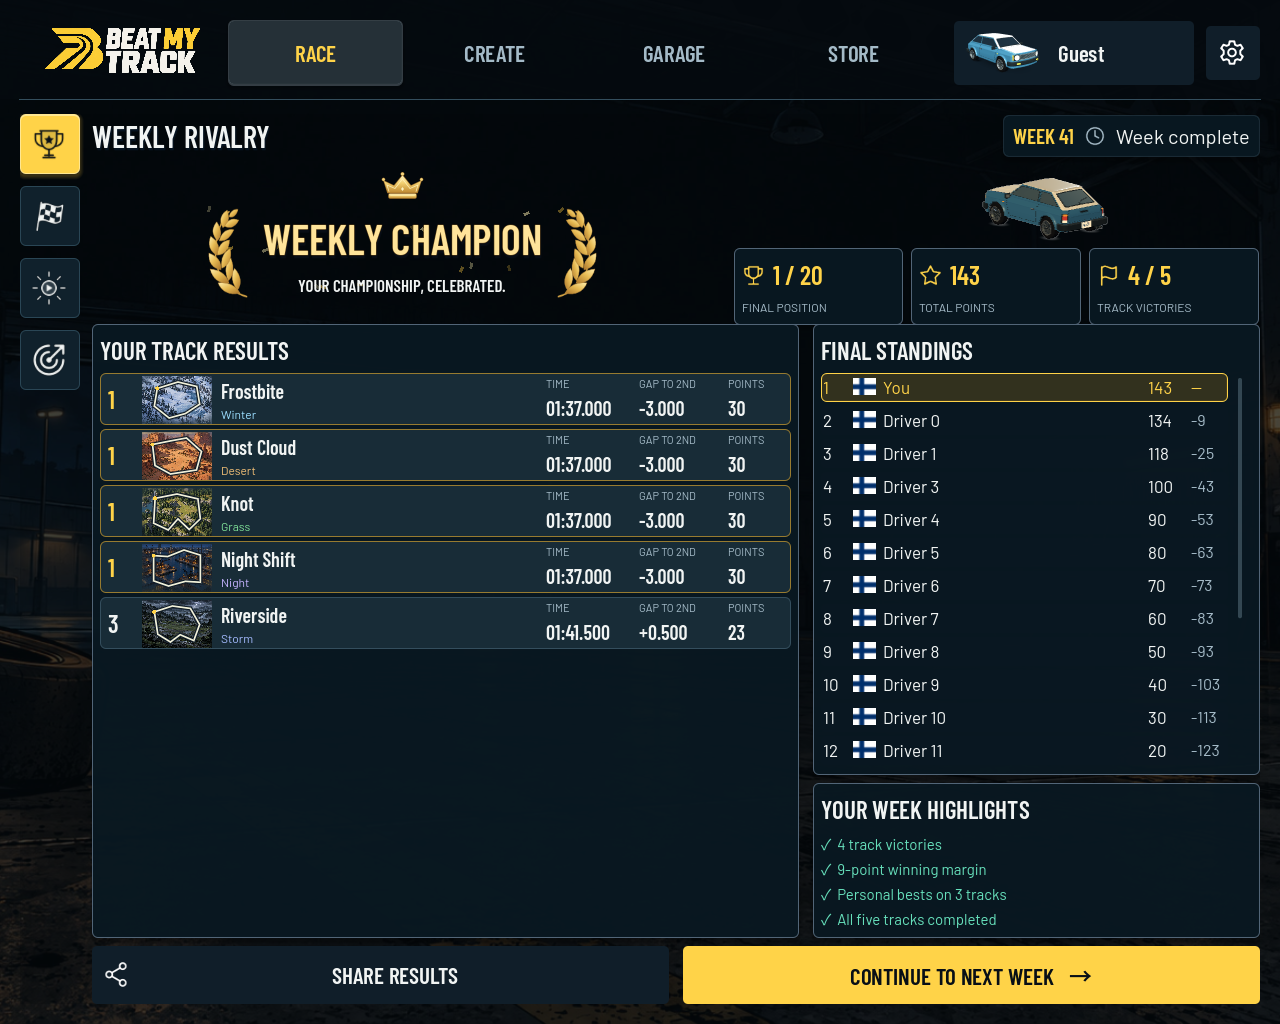 BEAT MY TRACK
RACE
CREATE
GARAGE
STORE
Guest
WEEKLY RIVALRY
WEEK 41
Week complete
WEEKLY CHAMPION
YOUR CHAMPIONSHIP, CELEBRATED.
1 / 20
FINAL POSITION
143
TOTAL POINTS
4 / 5
TRACK VICTORIES
YOUR TRACK RESULTS
1 Frostbite Winter TIME 01:37.000 GAP TO 2ND -3.000 POINTS 30
1 Dust Cloud Desert TIME 01:37.000 GAP TO 2ND -3.000 POINTS 30
1 Knot Grass TIME 01:37.000 GAP TO 2ND -3.000 POINTS 30
1 Night Shift Night TIME 01:37.000 GAP TO 2ND -3.000 POINTS 30
3 Riverside Storm TIME 01:41.500 GAP TO 2ND +0.500 POINTS 23
FINAL STANDINGS
1 You 143 –
2 Driver 0 134 -9
3 Driver 1 118 -25
4 Driver 3 100 -43
5 Driver 4 90 -53
6 Driver 5 80 -63
7 Driver 6 70 -73
8 Driver 7 60 -83
9 Driver 8 50 -93
10 Driver 9 40 -103
11 Driver 10 30 -113
12 Driver 11 20 -123
YOUR WEEK HIGHLIGHTS
✓ 4 track victories
✓ 9-point winning margin
✓ Personal bests on 3 tracks
✓ All five tracks completed
SHARE RESULTS
CONTINUE TO NEXT WEEK →